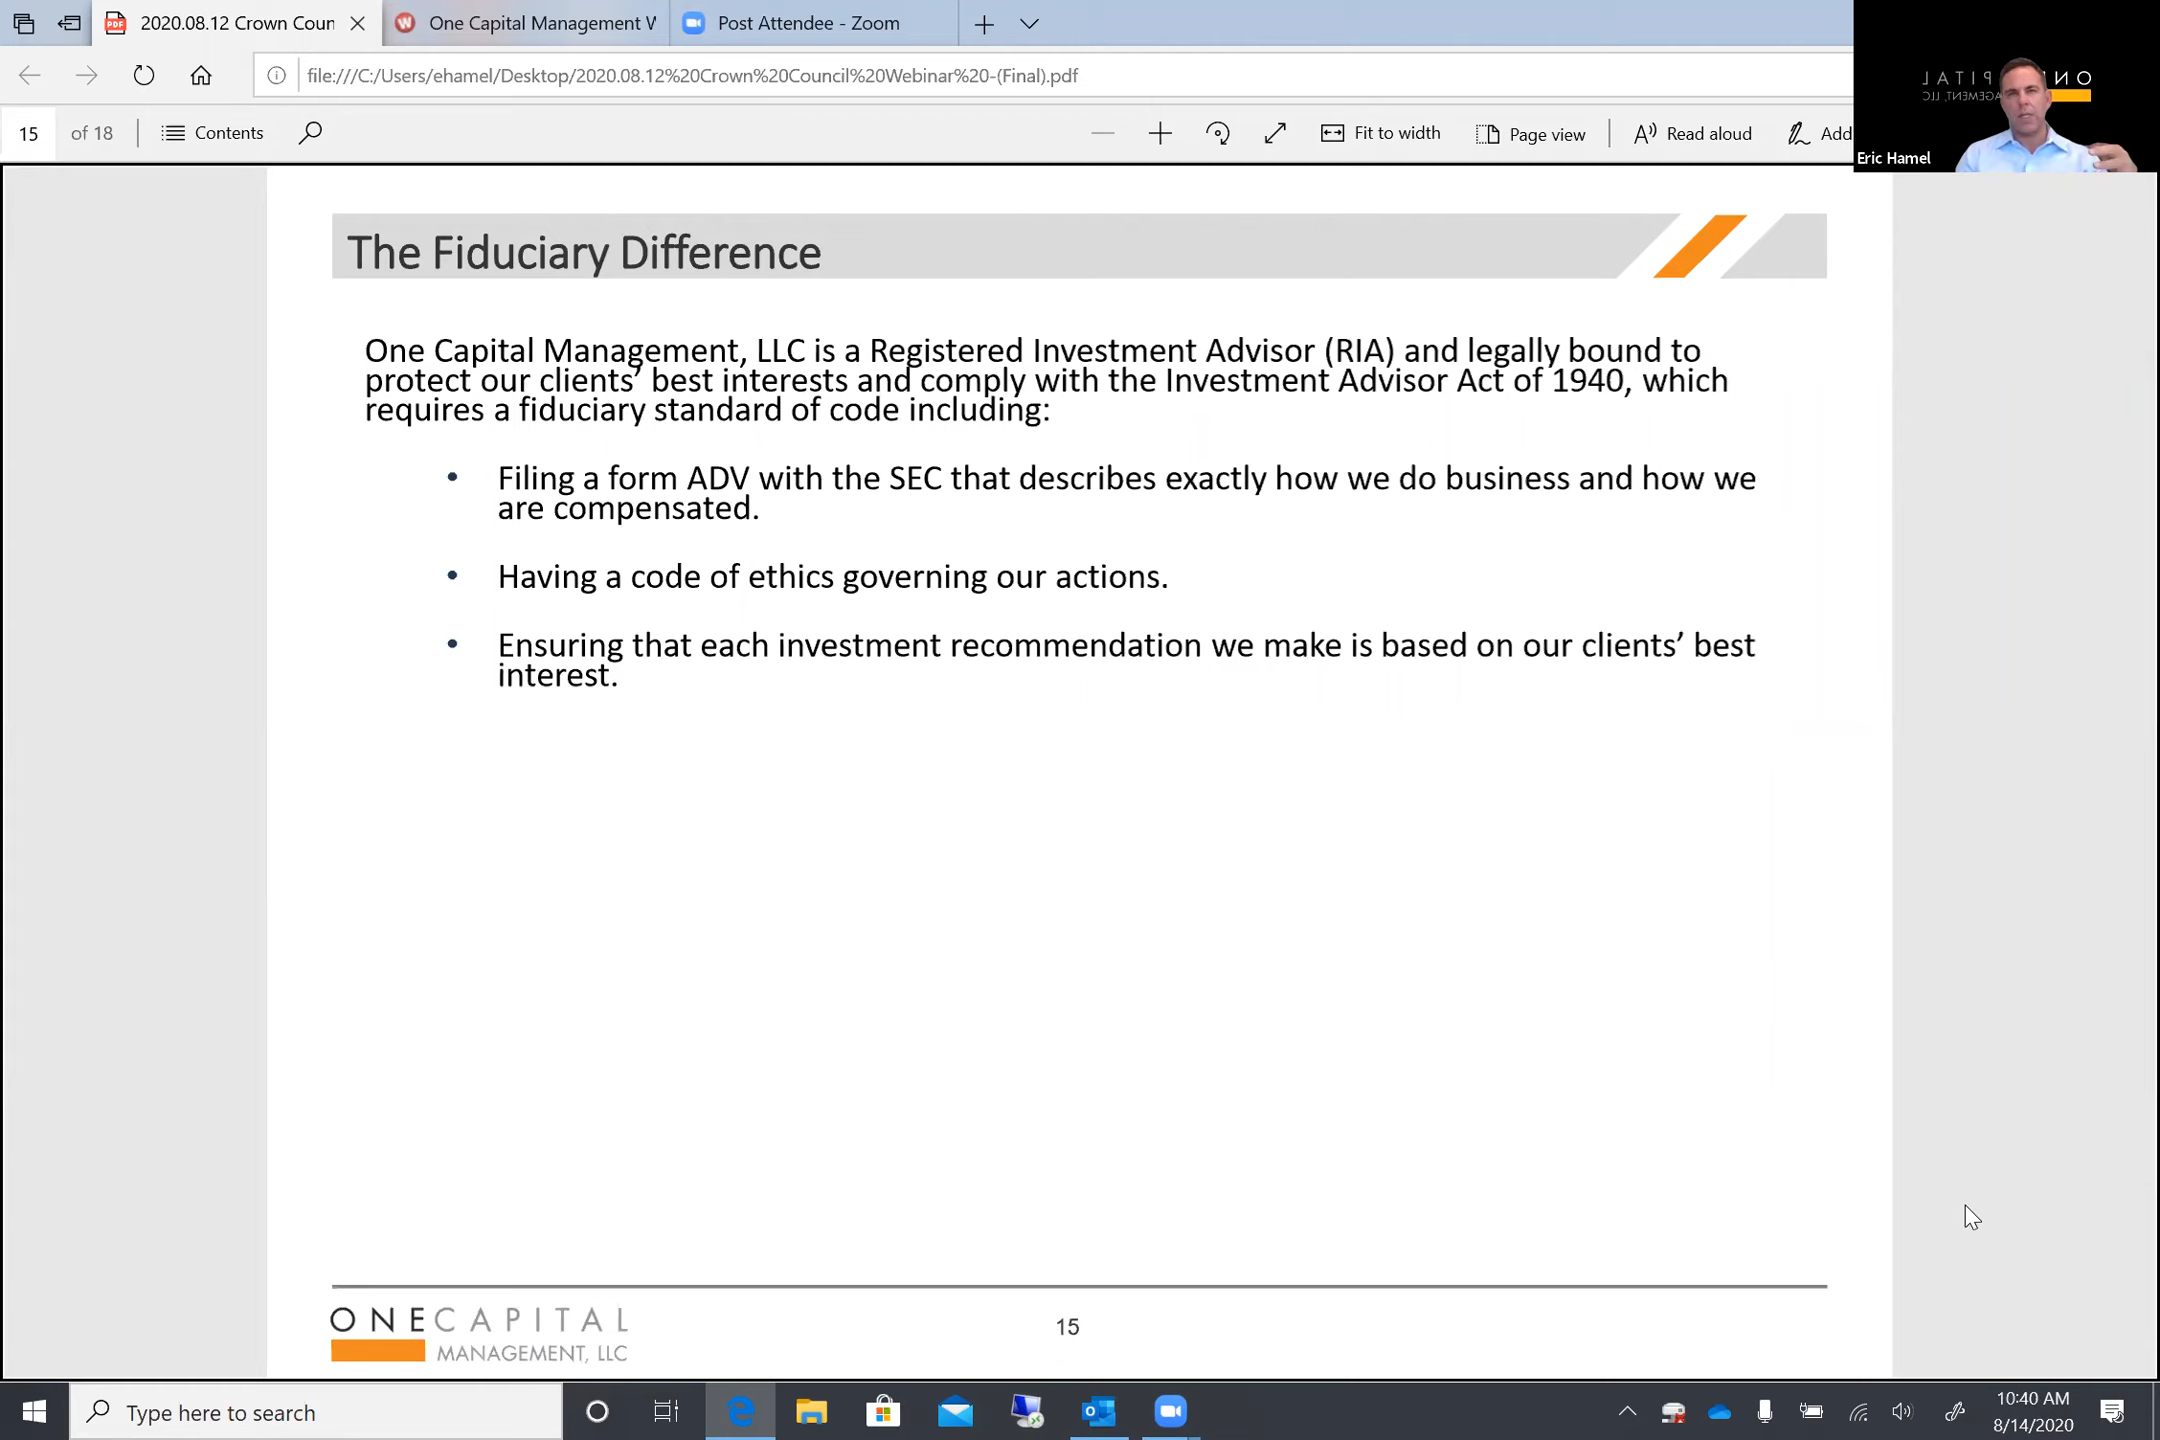 2020.08.12 Crown Coun
One Capital Management W
Post Attendee - Zoom
file:///C:/Users/ehamel/Desktop/2020.08.12%20Crown%20Council%20Webinar%20-(Final).pdf
15 of 18
Contents
Fit to width
Page view
Read aloud
Add
Eric Hamel
The Fiduciary Difference
One Capital Management, LLC is a Registered Investment Advisor (RIA) and legally bound to
protect our clients’ best interests and comply with the Investment Advisor Act of 1940, which
requires a fiduciary standard of code including:
• Filing a form ADV with the SEC that describes exactly how we do business and how we
are compensated.
• Having a code of ethics governing our actions.
• Ensuring that each investment recommendation we make is based on our clients’ best
interest.
ONECAPITAL
MANAGEMENT, LLC
15
Type here to search
10:40 AM
8/14/2020